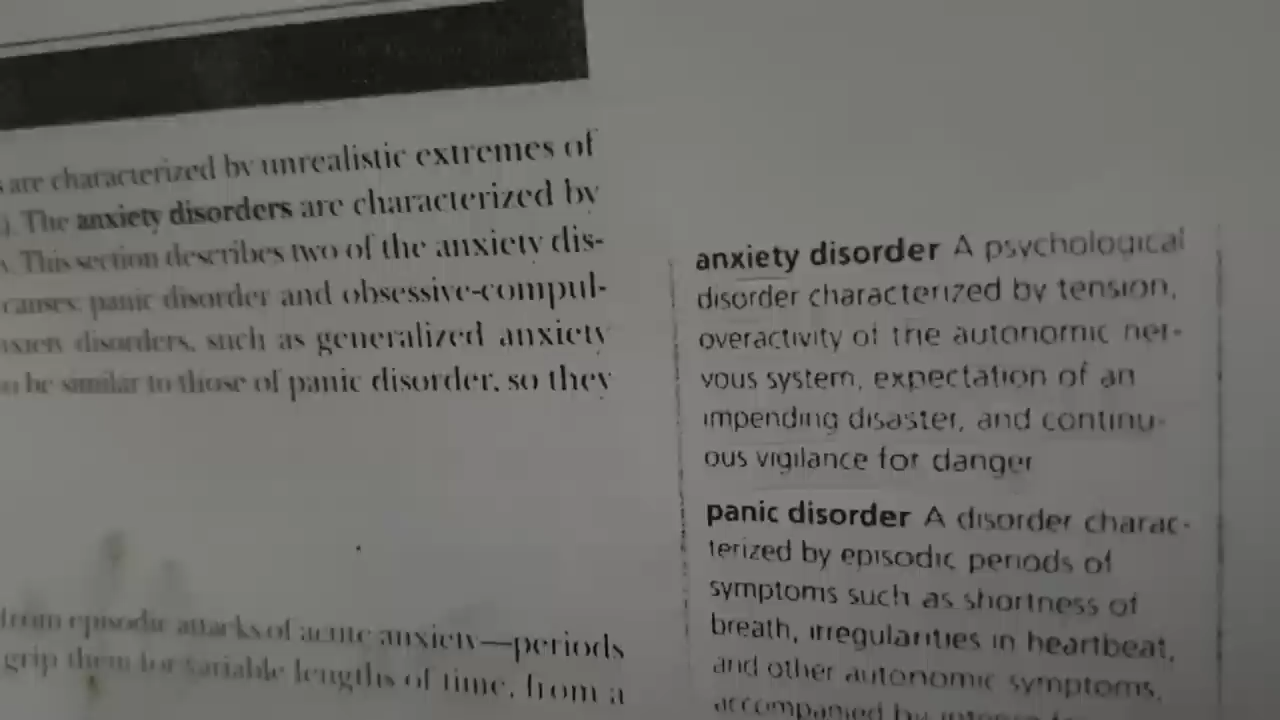 are characterized by unrealistic extremes of
The anxiety disorders are characterized by
This section describes two of the anxiety dis-
causes: panic disorder and obsessive-compul-
disorders, such as generalized anxiety
be similar to those of panic disorder, so they
from episodic attacks of acute anxiety—periods
grip them for variable lengths of time, from a
anxiety disorder A psychological
disorder characterized by tension,
overactivity of the autonomic ner-
vous system, expectation of an
impending disaster, and continu-
ous vigilance for danger
panic disorder A disorder charac-
terized by episodic periods of
symptoms such as shortness of
breath, irregularities in heartbeat,
and other autonomic symptoms,
accompanied by intense